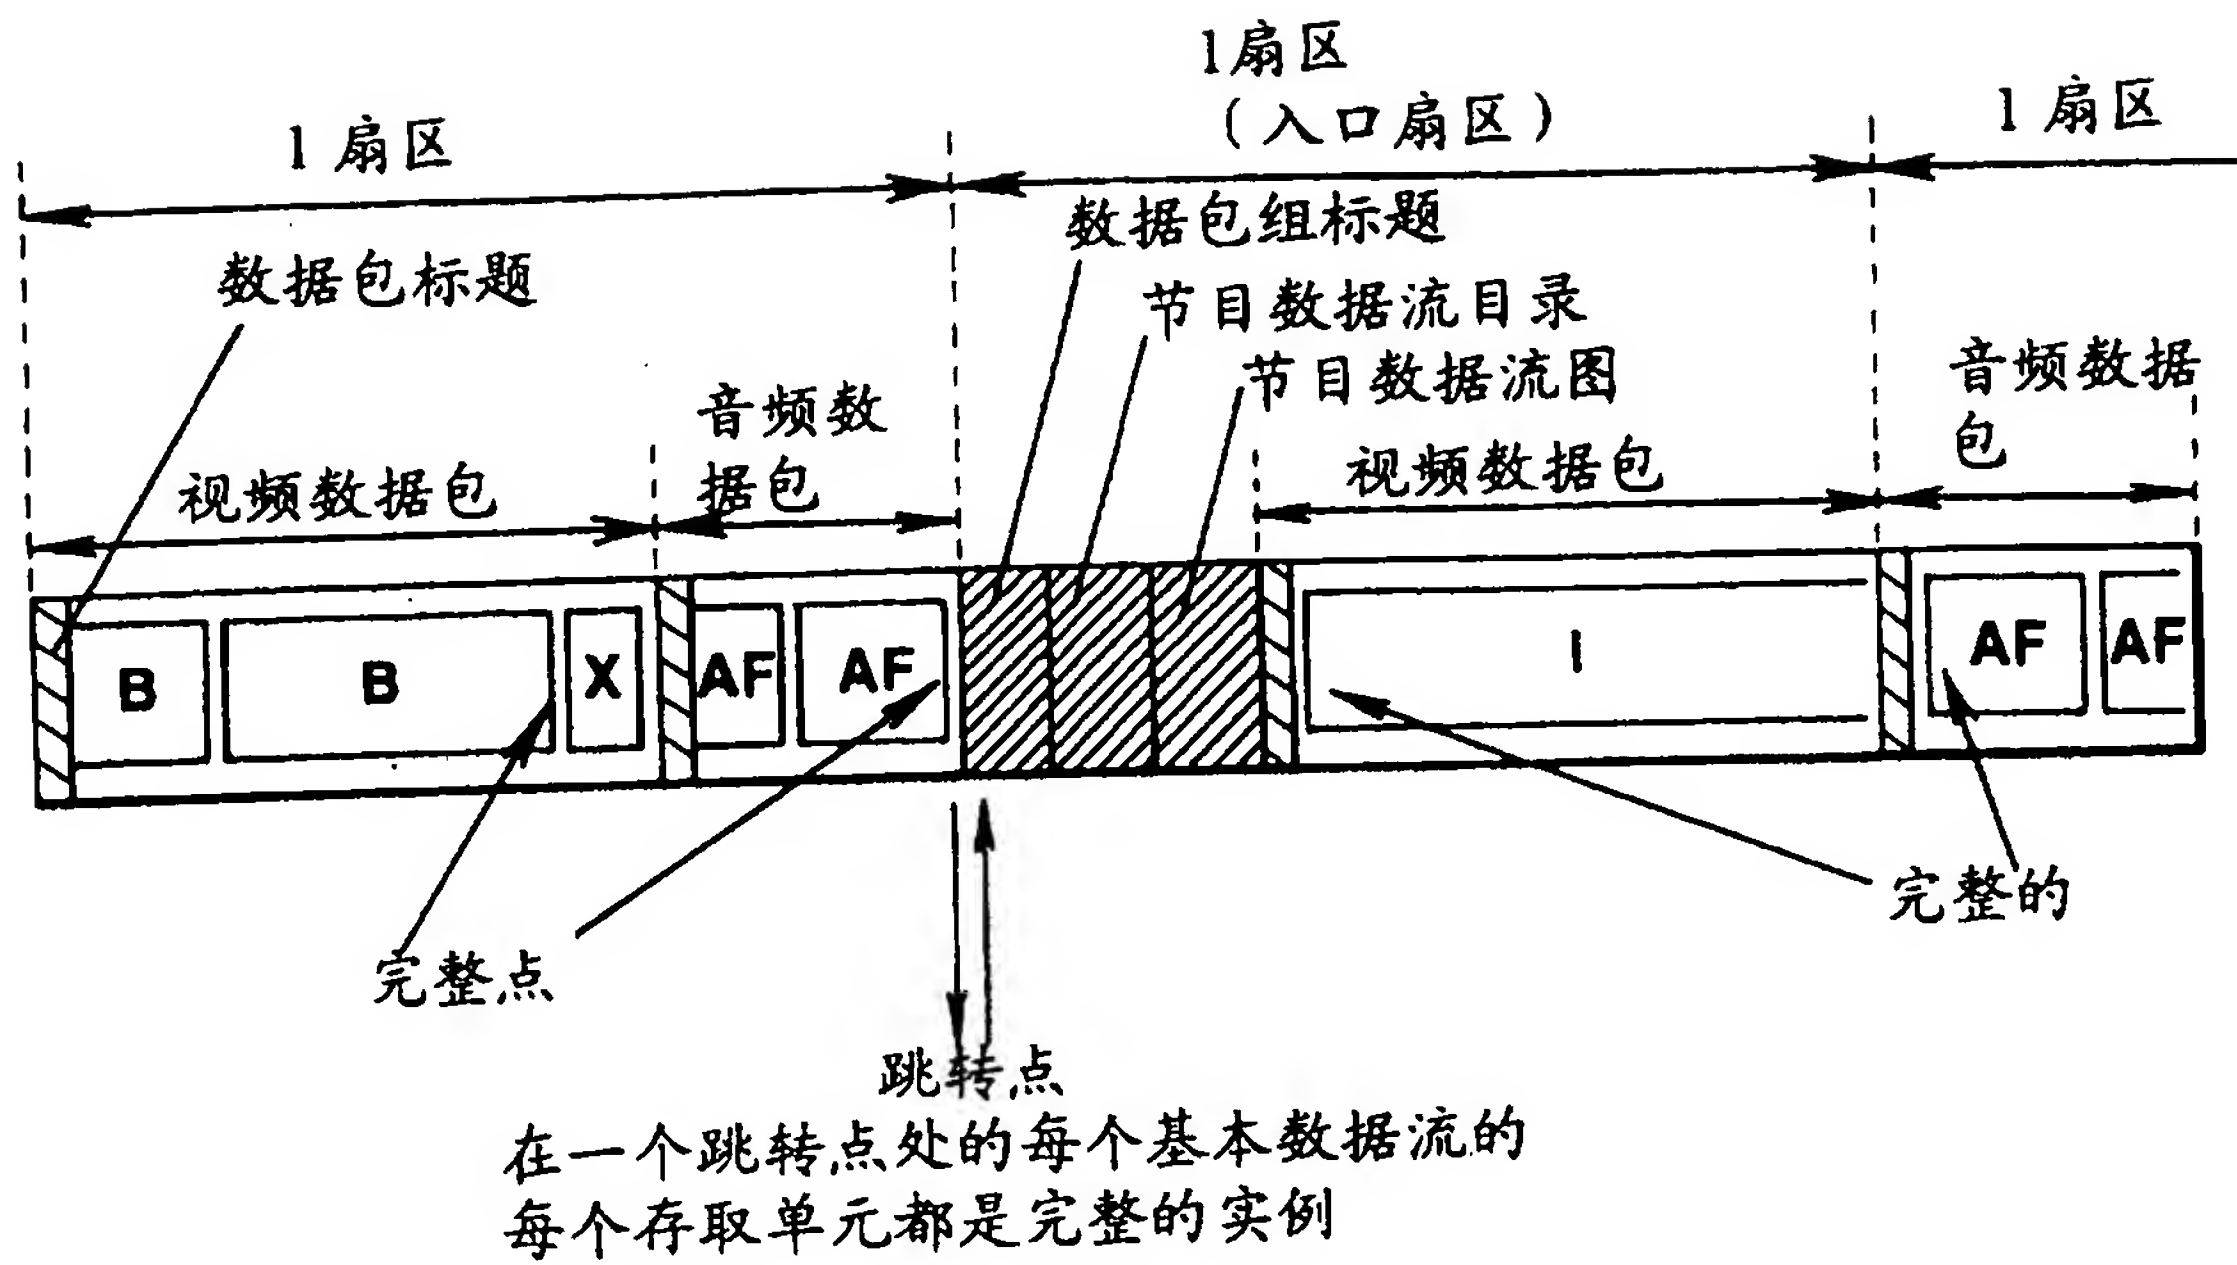 1扇区
(入口扇区)
1 扇区
1 扇区
数据包组标题
数据包标题
节目数据流目录
节目数据流图
音频数据
包
音频数
据包
视频数据包
视频数据包
B
B
X
AF
AF
I
AF
AF
完整的
完整点
跳转点
在一个跳转点处的每个基本数据流的
每个存取单元都是完整的实例